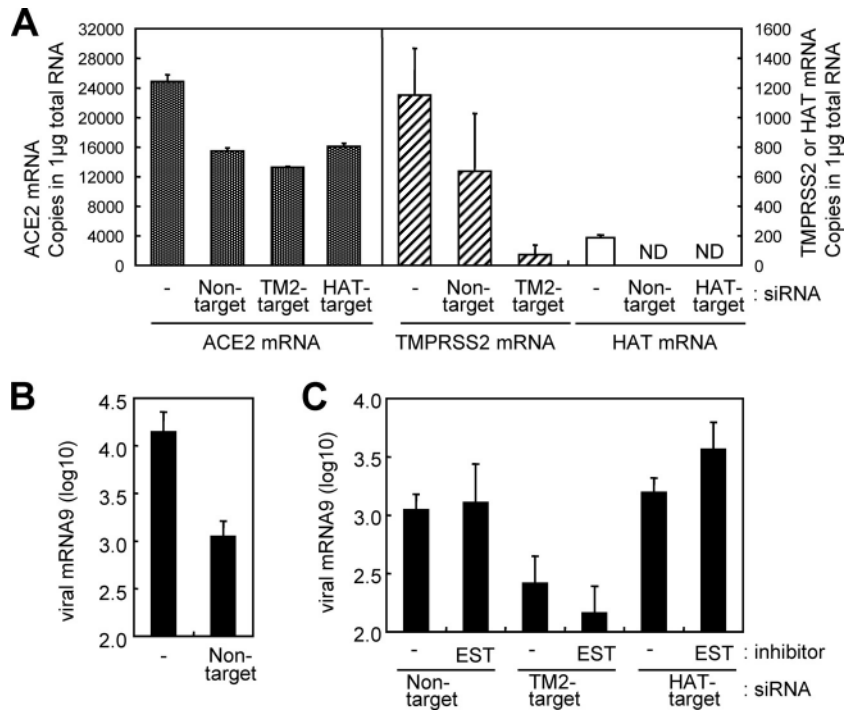 A
ACE2 mRNA
Copies in 1µg total RNA
32000
28000
24000
20000
16000
12000
8000
4000
0
1600
1400
1200
1000
800
600
400
200
0
TMPRSS2 or HAT mRNA
Copies in 1µg total RNA
ND ND
- Non- TM2- HAT- - Non- TM2- - Non- HAT-
target target target target target target target : siRNA
ACE2 mRNA TMPRSS2 mRNA HAT mRNA
B
viral mRNA9 (log10)
4.5
4.0
3.5
3.0
2.5
2.0
- Non-
target
C
viral mRNA9 (log10)
4.0
3.5
3.0
2.5
2.0
- EST - EST - EST : inhibitor
Non- TM2- HAT-
target target target : siRNA